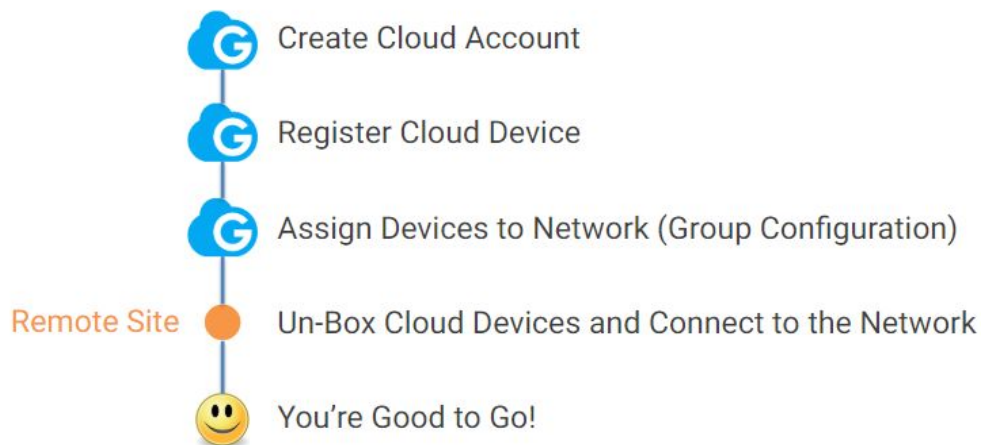 Create Cloud Account
Register Cloud Device
Assign Devices to Network (Group Configuration)
Remote Site
Un-Box Cloud Devices and Connect to the Network
You’re Good to Go!